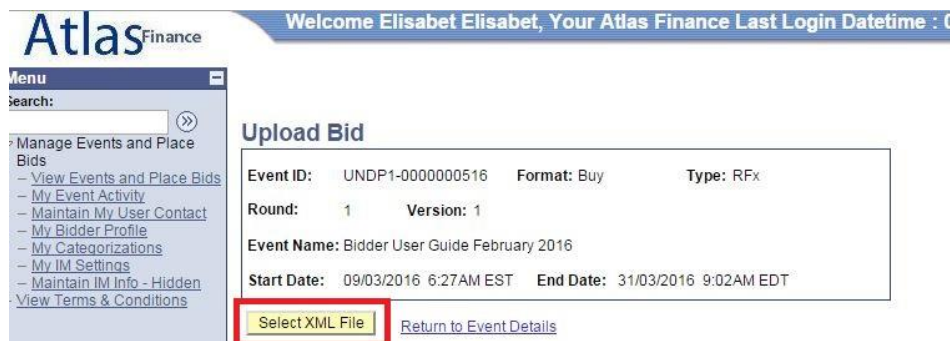 Atlas Finance
Welcome Elisabet Elisabet, Your Atlas Finance Last Login Datetime :
Menu
Search:
Manage Events and Place
Bids
– View Events and Place Bids
– My Event Activity
– Maintain My User Contact
– My Bidder Profile
– My Categorizations
– My IM Settings
– Maintain IM Info - Hidden
- View Terms & Conditions
Upload Bid
Event ID: UNDP1-0000000516 Format: Buy Type: RFx
Round: 1 Version: 1
Event Name: Bidder User Guide February 2016
Start Date: 09/03/2016 6:27AM EST End Date: 31/03/2016 9:02AM EDT
Select XML File Return to Event Details